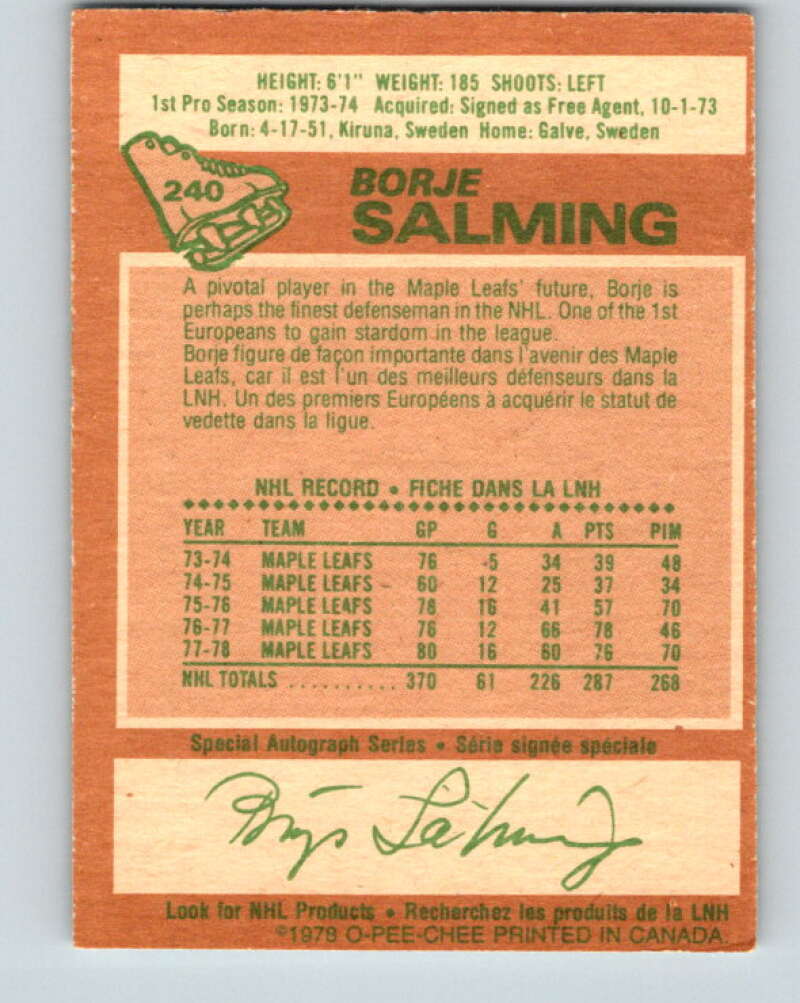 HEIGHT: 6'1" WEIGHT: 185 SHOOTS: LEFT
1st Pro Season: 1973-74 Acquired: Signed as Free Agent, 10-1-73
Born: 4-17-51, Kiruna, Sweden Home: Galve, Sweden
240
BORJE
SALMING
A pivotal player in the Maple Leafs' future, Borje is
perhaps the finest defenseman in the NHL. One of the 1st
Europeans to gain stardom in the league.
Borje figure de façon importante dans l'avenir des Maple
Leafs, car il est l'un des meilleurs défenseurs dans la
LNH. Un des premiers Européens à acquérir le statut de
vedette dans la ligue.
NHL RECORD • FICHE DANS LA LNH
YEAR TEAM GP G A PTS PIM
73-74 MAPLE LEAFS 76 5 34 39 48
74-75 MAPLE LEAFS 60 12 25 37 34
75-76 MAPLE LEAFS 78 16 41 57 70
76-77 MAPLE LEAFS 76 12 66 78 46
77-78 MAPLE LEAFS 80 16 60 76 70
NHL TOTALS .......... 370 61 226 287 268
Special Autograph Series • Série signée spéciale
Börje Salming
Look for NHL Products • Recherchez les produits de la LNH
©1978 O-PEE-CHEE PRINTED IN CANADA.